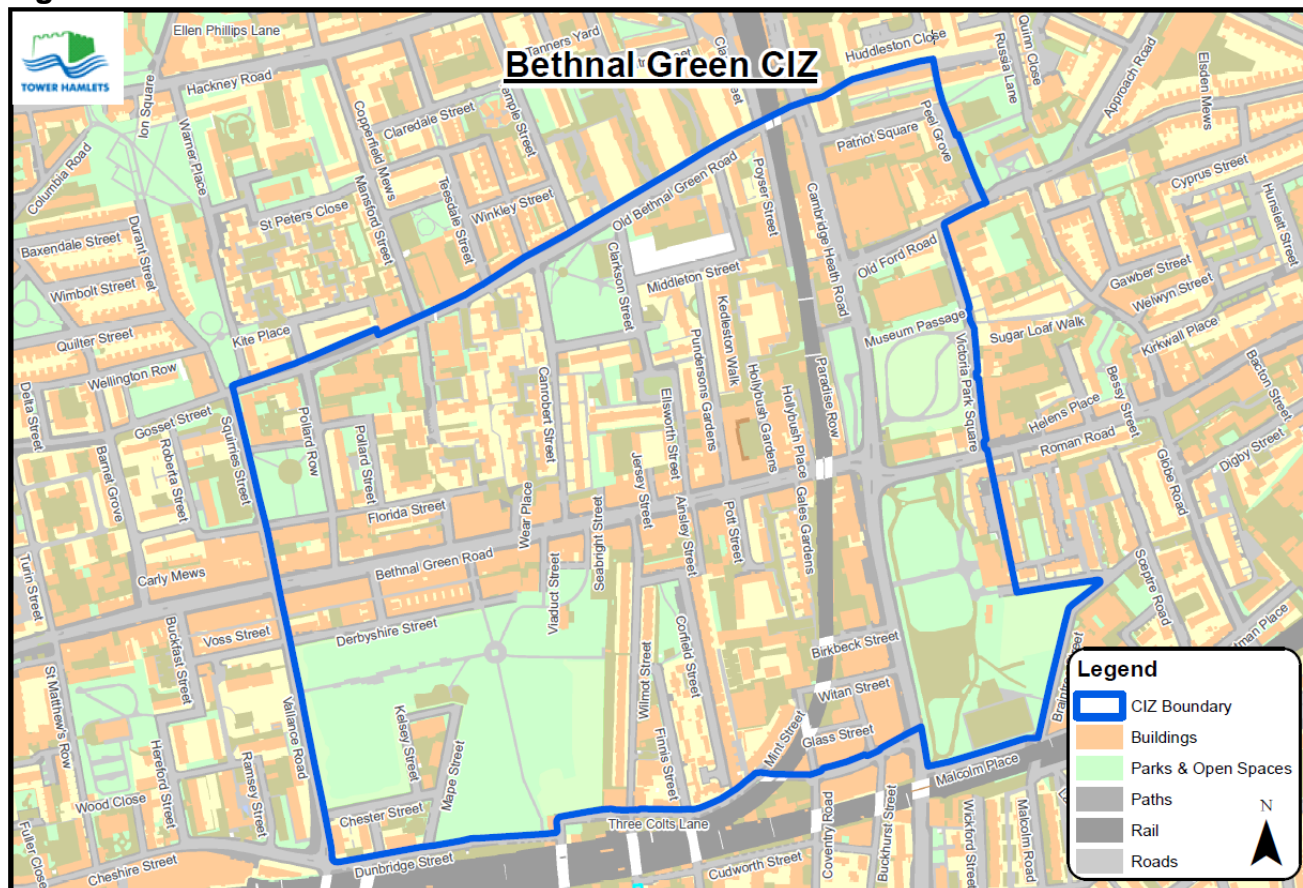 Bethnal Green CIZ
TOWER HAMLETS
Ellen Phillips Lane
Hackney Road
Ion Square
Warner Place
Columbia Road
Baxendale Street
Durant Street
Wimbolt Street
Quilter Street
Wellington Row
Delta Street
Gosset Street
Barnet Grove
Roberta Street
Squirries Street
Turin Street
Carly Mews
Buckfast Street
Voss Street
St Matthew's Row
Hereford Street
Wood Close
Ramsey Street
Fuller Close
Cheshire Street
Vallance Road
Copperfield Mews
Claredale Street
Mansford Street
Teesdale Street
St Peters Close
Winkley Street
Kite Place
Tanners Yard
Old Bethnal Green Road
Poyser Street
Clarkson Street
Middleton Street
Pollard Row
Pollard Street
Florida Street
Canrobert Street
Wear Place
Bethnal Green Road
Derbyshire Street
Viaduct Street
Seabright Street
Jersey Street
Ellsworth Street
Ainsley Street
Pundersons Gardens
Kedleston Walk
Hollybush Gardens
Hollybush Place
Gales Gardens
Paradise Row
Pott Street
Wilmot Street
Corfield Street
Finnis Street
Kelsey Street
Mape Street
Chester Street
Dunbridge Street
Three Colts Lane
Cudworth Street
Mint Street
Glass Street
Witan Street
Birkbeck Street
Coventry Road
Buckhurst Street
Malcolm Place
Wickford Street
Malcolm Road
Huddleston Close
Russia Lane
Quinn Close
Approach Road
Elsden Mews
Patriot Square
Peel Grove
Cambridge Heath Road
Old Ford Road
Cyprus Street
Hunslett Street
Gawber Street
Welwyn Street
Museum Passage
Victoria Park Square
Sugar Loaf Walk
Kirkwall Place
Bessy Street
Bacton Street
Helens Place
Roman Road
Globe Road
Digby Street
Sceptre Road
Legend
CIZ Boundary
Buildings
Parks & Open Spaces
Paths
Rail
Roads
N